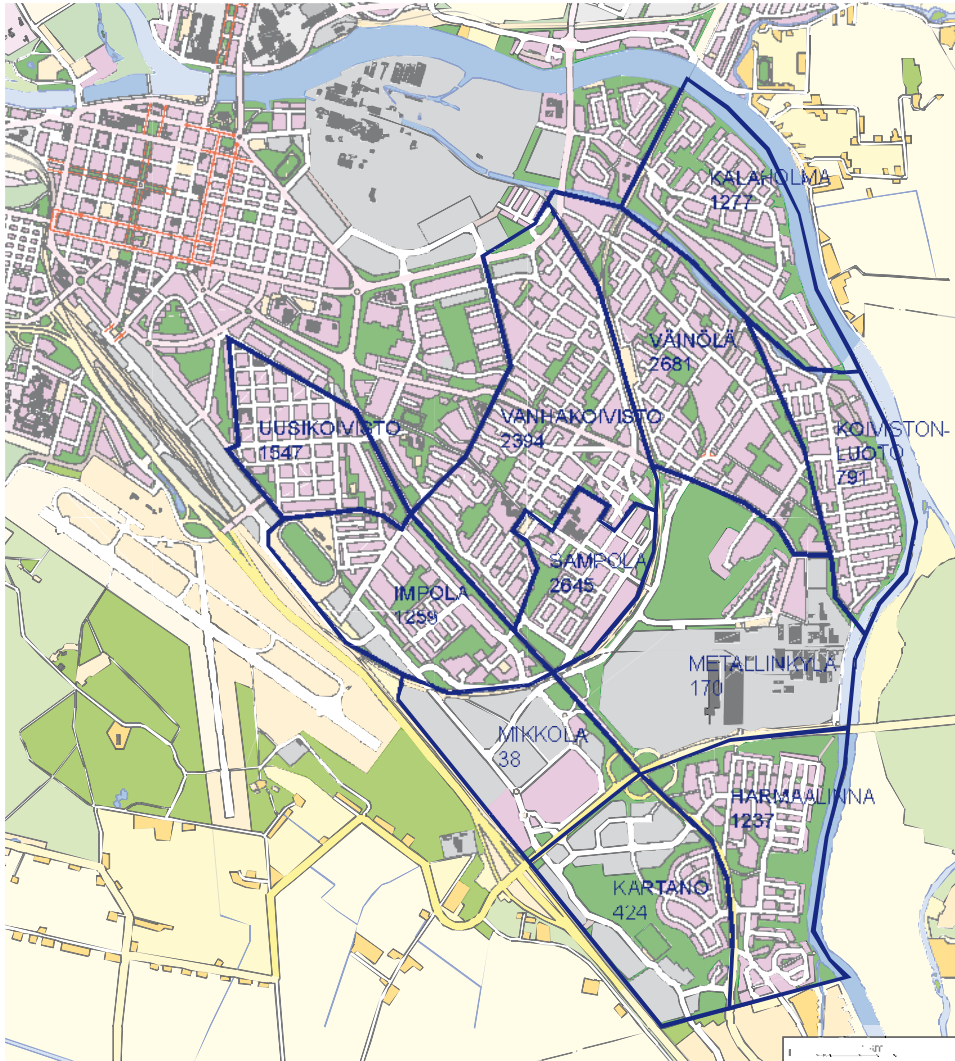 KALAHOLMA
1277
VÄINÖLÄ
2681
UUSIKOIVISTO
1547
VANHAKOIVISTO
2394
KOIVISTON-
LUOTO
791
SAMPOLA
2645
IMPOLA
1259
METALLINKYLÄ
170
MIKKOLA
38
HARMAALINNA
1237
KARTANO
424